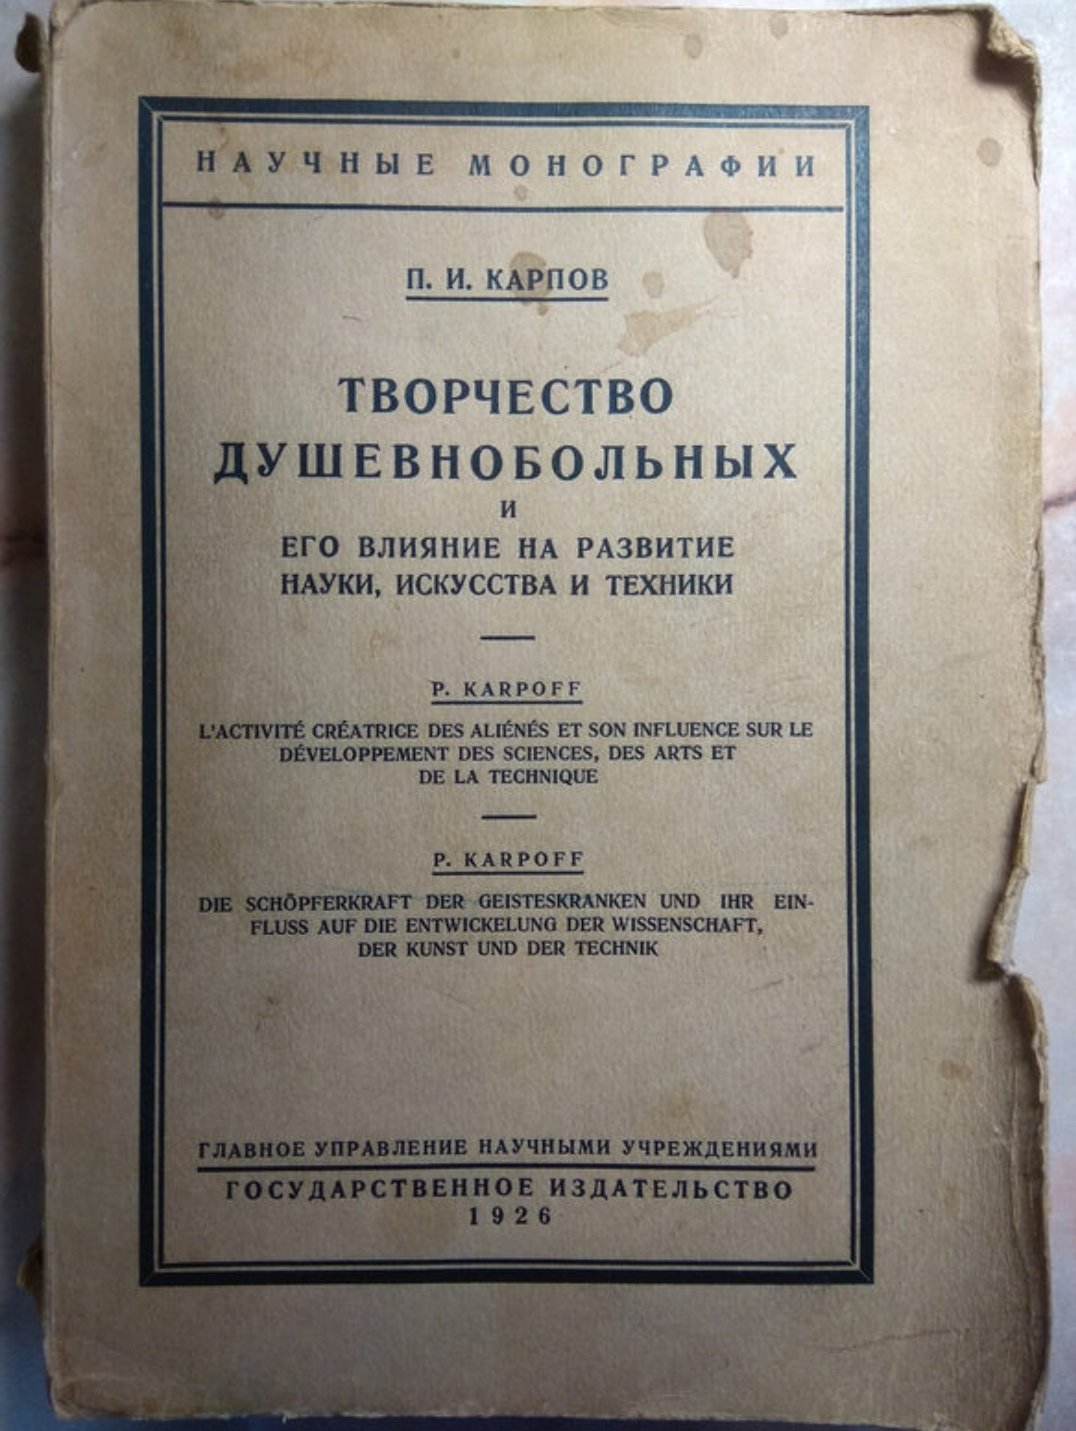 НАУЧНЫЕ МОНОГРАФИИ
П. И. КАРПОВ
ТВОРЧЕСТВО
ДУШЕВНОБОЛЬНЫХ
И
ЕГО ВЛИЯНИЕ НА РАЗВИТИЕ
НАУКИ, ИСКУССТВА И ТЕХНИКИ
P. KARPOFF
L'ACTIVITÉ CRÉATRICE DES ALIÉNÉS ET SON INFLUENCE SUR LE
DÉVELOPPEMENT DES SCIENCES, DES ARTS ET
DE LA TECHNIQUE
P. KARPOFF
DIE SCHÖPFERKRAFT DER GEISTESKRANKEN UND IHR EIN-
FLUSS AUF DIE ENTWICKELUNG DER WISSENSCHAFT,
DER KUNST UND DER TECHNIK
ГЛАВНОЕ УПРАВЛЕНИЕ НАУЧНЫМИ УЧРЕЖДЕНИЯМИ
ГОСУДАРСТВЕННОЕ ИЗДАТЕЛЬСТВО
1926